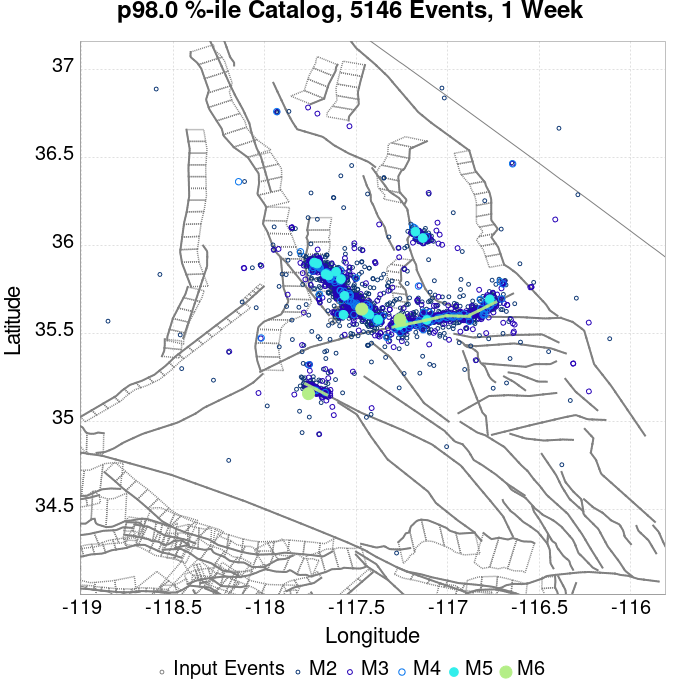 p98.0 %-ile Catalog, 5146 Events, 1 Week
37
36.5
36
35.5
35
34.5
Latitude
-119 -118.5 -118 -117.5 -117 -116.5 -116
Longitude
Input Events M2 M3 M4 M5 M6